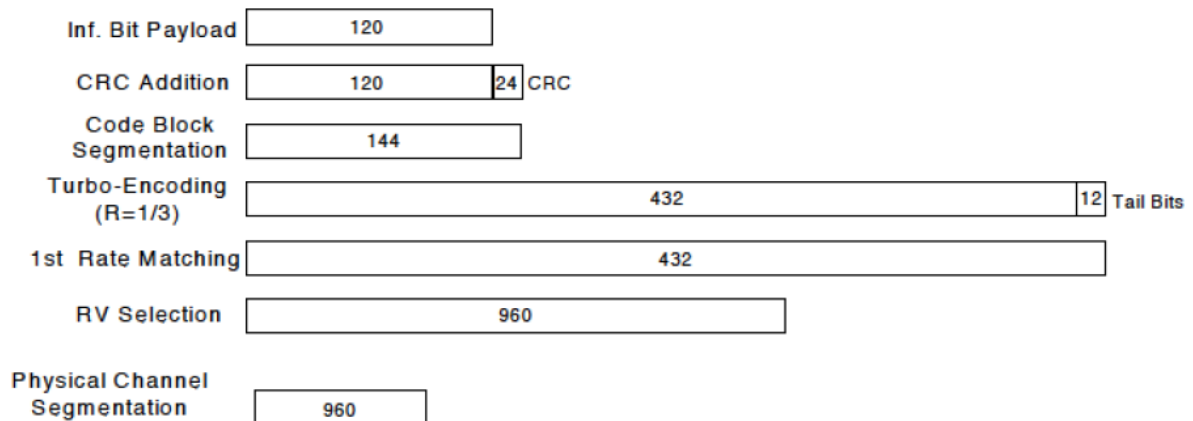 Inf. Bit Payload 120
CRC Addition 120 24 CRC
Code Block
Segmentation 144
Turbo-Encoding
(R=1/3) 432 12 Tail Bits
1st Rate Matching 432
RV Selection 960
Physical Channel
Segmentation 960